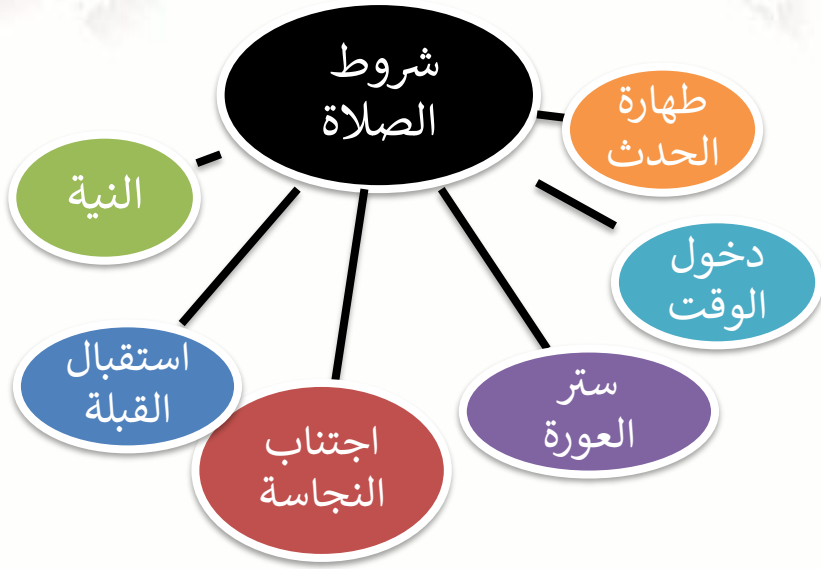 شروط
الصلاة
طهارة
الحدث
دخول
الوقت
ستر
العورة
اجتناب
النجاسة
استقبال
القبلة
النية